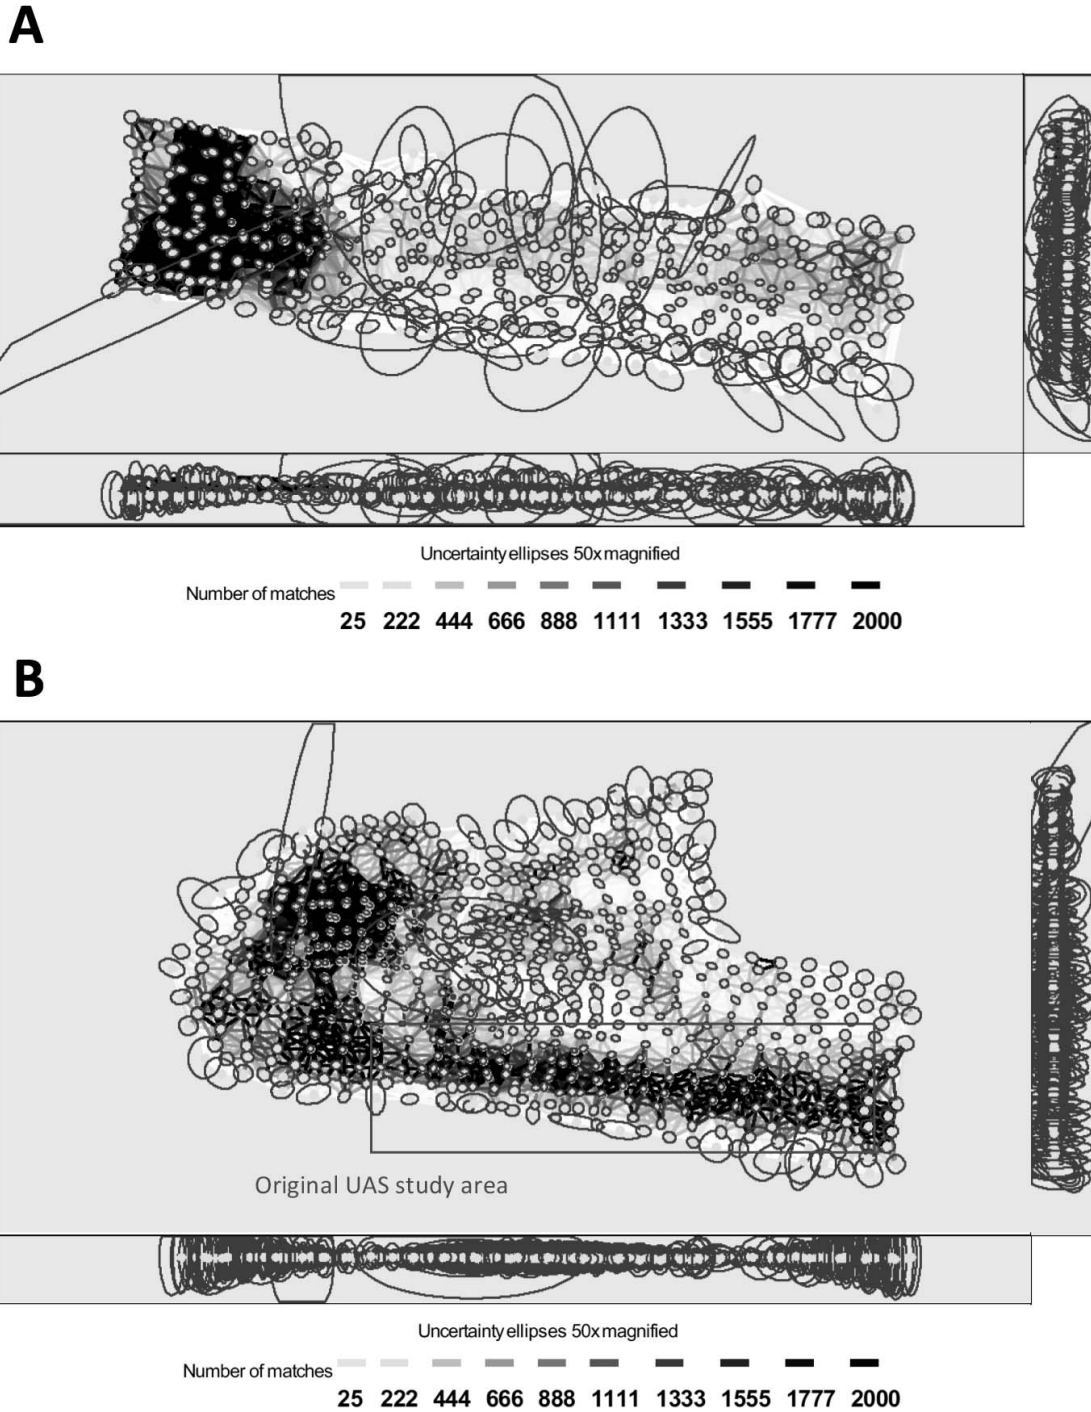 A
Uncertainty ellipses 50x magnified
Number of matches
25 222 444 666 888 1111 1333 1555 1777 2000
B
Original UAS study area
Uncertainty ellipses 50x magnified
Number of matches
25 222 444 666 888 1111 1333 1555 1777 2000